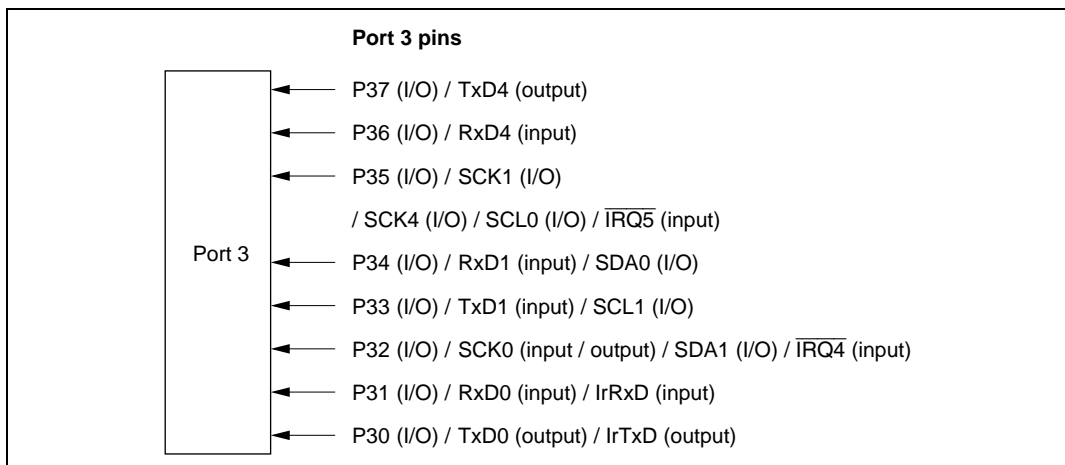 Port 3 pins
P37 (I/O) / TxD4 (output)
P36 (I/O) / RxD4 (input)
P35 (I/O) / SCK1 (I/O)
/ SCK4 (I/O) / SCL0 (I/O) / I̅R̅Q̅5̅ (input)
Port 3
P34 (I/O) / RxD1 (input) / SDA0 (I/O)
P33 (I/O) / TxD1 (input) / SCL1 (I/O)
P32 (I/O) / SCK0 (input / output) / SDA1 (I/O) / I̅R̅Q̅4̅ (input)
P31 (I/O) / RxD0 (input) / IrRxD (input)
P30 (I/O) / TxD0 (output) / IrTxD (output)